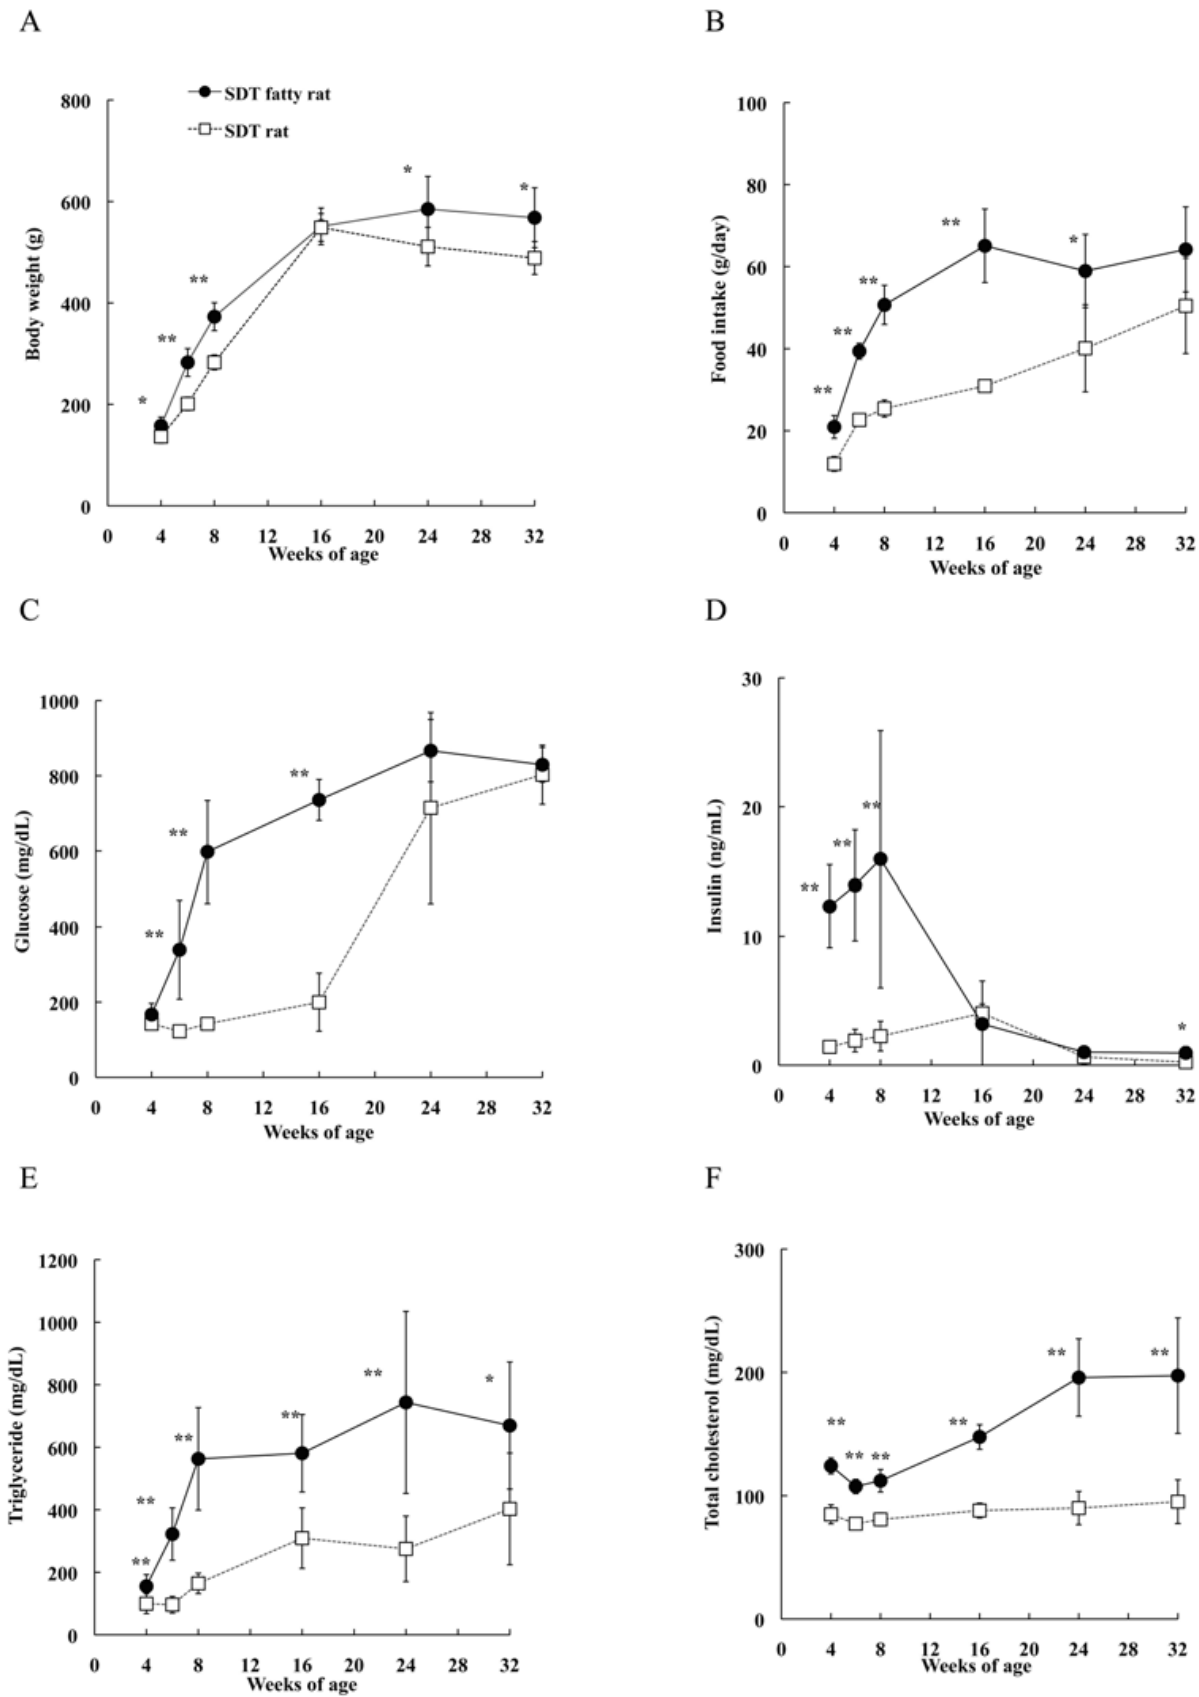 A
SDT fatty rat
SDT rat
800
600
400
200
0
Body weight (g)
*
**
**
*
*
0 4 8 12 16 20 24 28 32
Weeks of age
B
100
80
60
40
20
0
Food intake (g/day)
**
**
**
**
*
0 4 8 12 16 20 24 28 32
Weeks of age
C
1000
800
600
400
200
0
Glucose (mg/dL)
**
**
**
0 4 8 12 16 20 24 28 32
Weeks of age
D
30
20
10
0
Insulin (ng/mL)
**
**
**
*
0 4 8 12 16 20 24 28 32
Weeks of age
E
1200
1000
800
600
400
200
0
Triglyceride (mg/dL)
**
**
**
**
**
*
0 4 8 12 16 20 24 28 32
Weeks of age
F
300
200
100
0
Total cholesterol (mg/dL)
**
**
**
**
**
**
0 4 8 12 16 20 24 28 32
Weeks of age